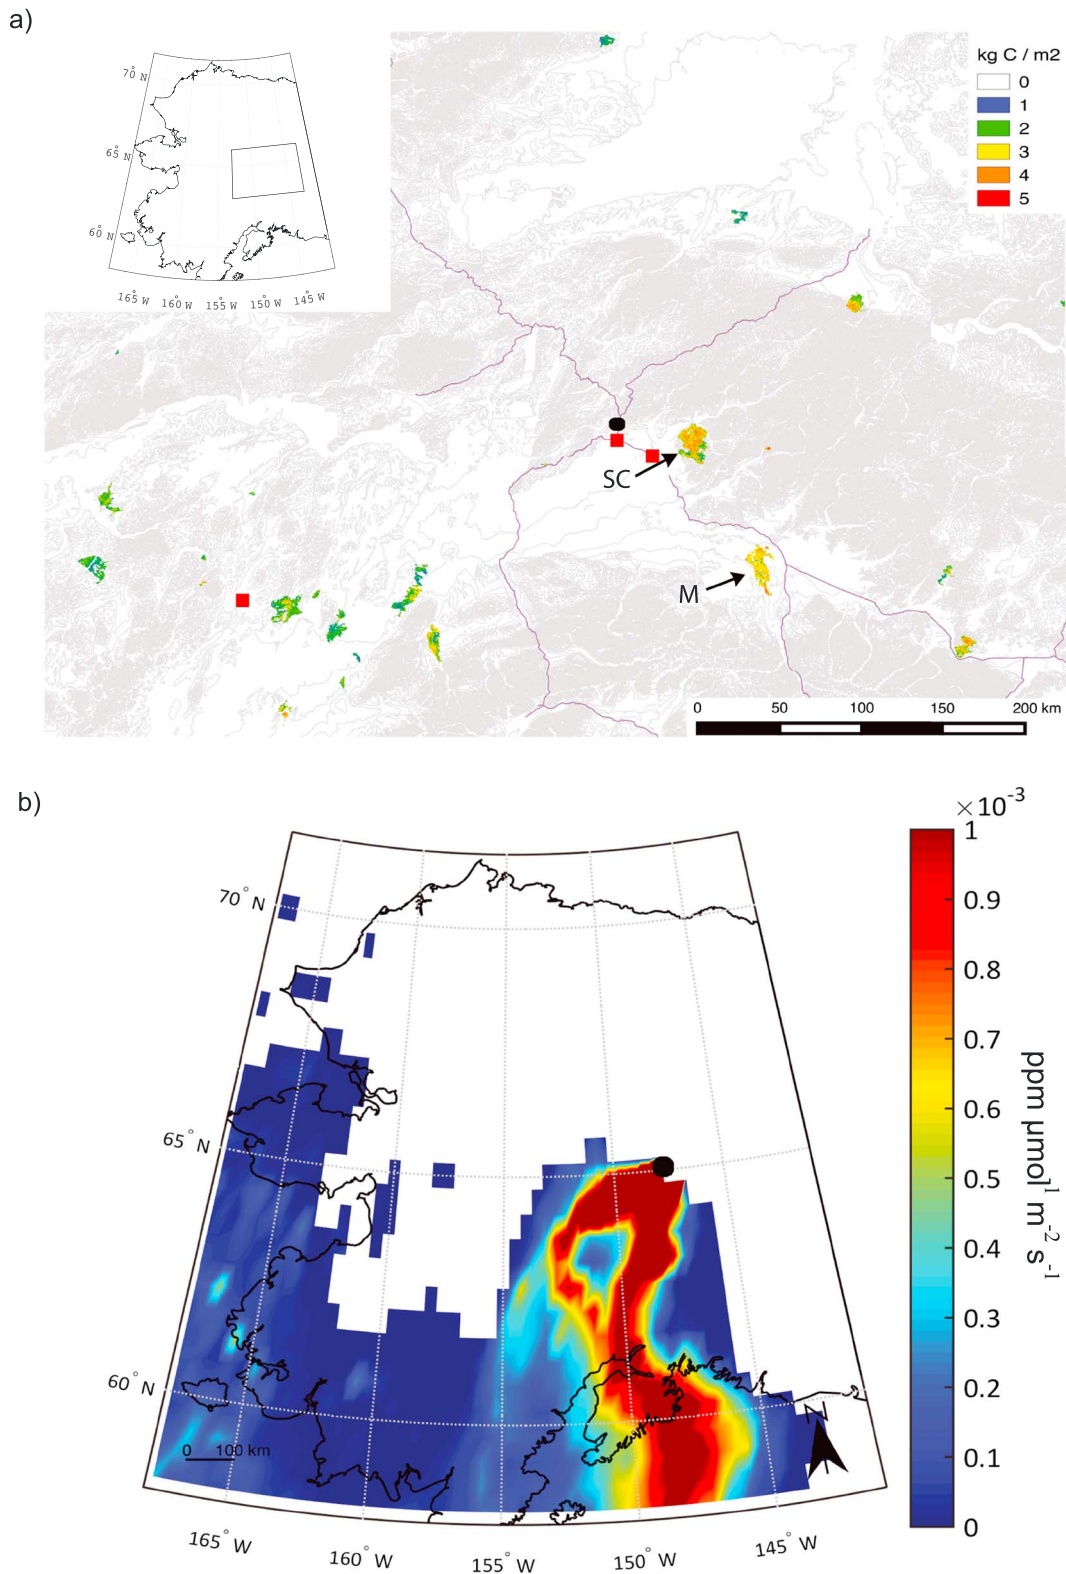 a)
kg C / m2
0
1
2
3
4
5
70° N
65° N
60° N
165° W 160° W 155° W 150° W 145° W
SC
M
0 50 100 150 200 km
b)
×10⁻³
1
0.9
0.8
0.7
0.6
0.5
0.4
0.3
0.2
0.1
0
ppm μmol¹ m⁻² s⁻¹
70° N
65° N
60° N
0 100 km
N
165° W
160° W
155° W
150° W
145° W